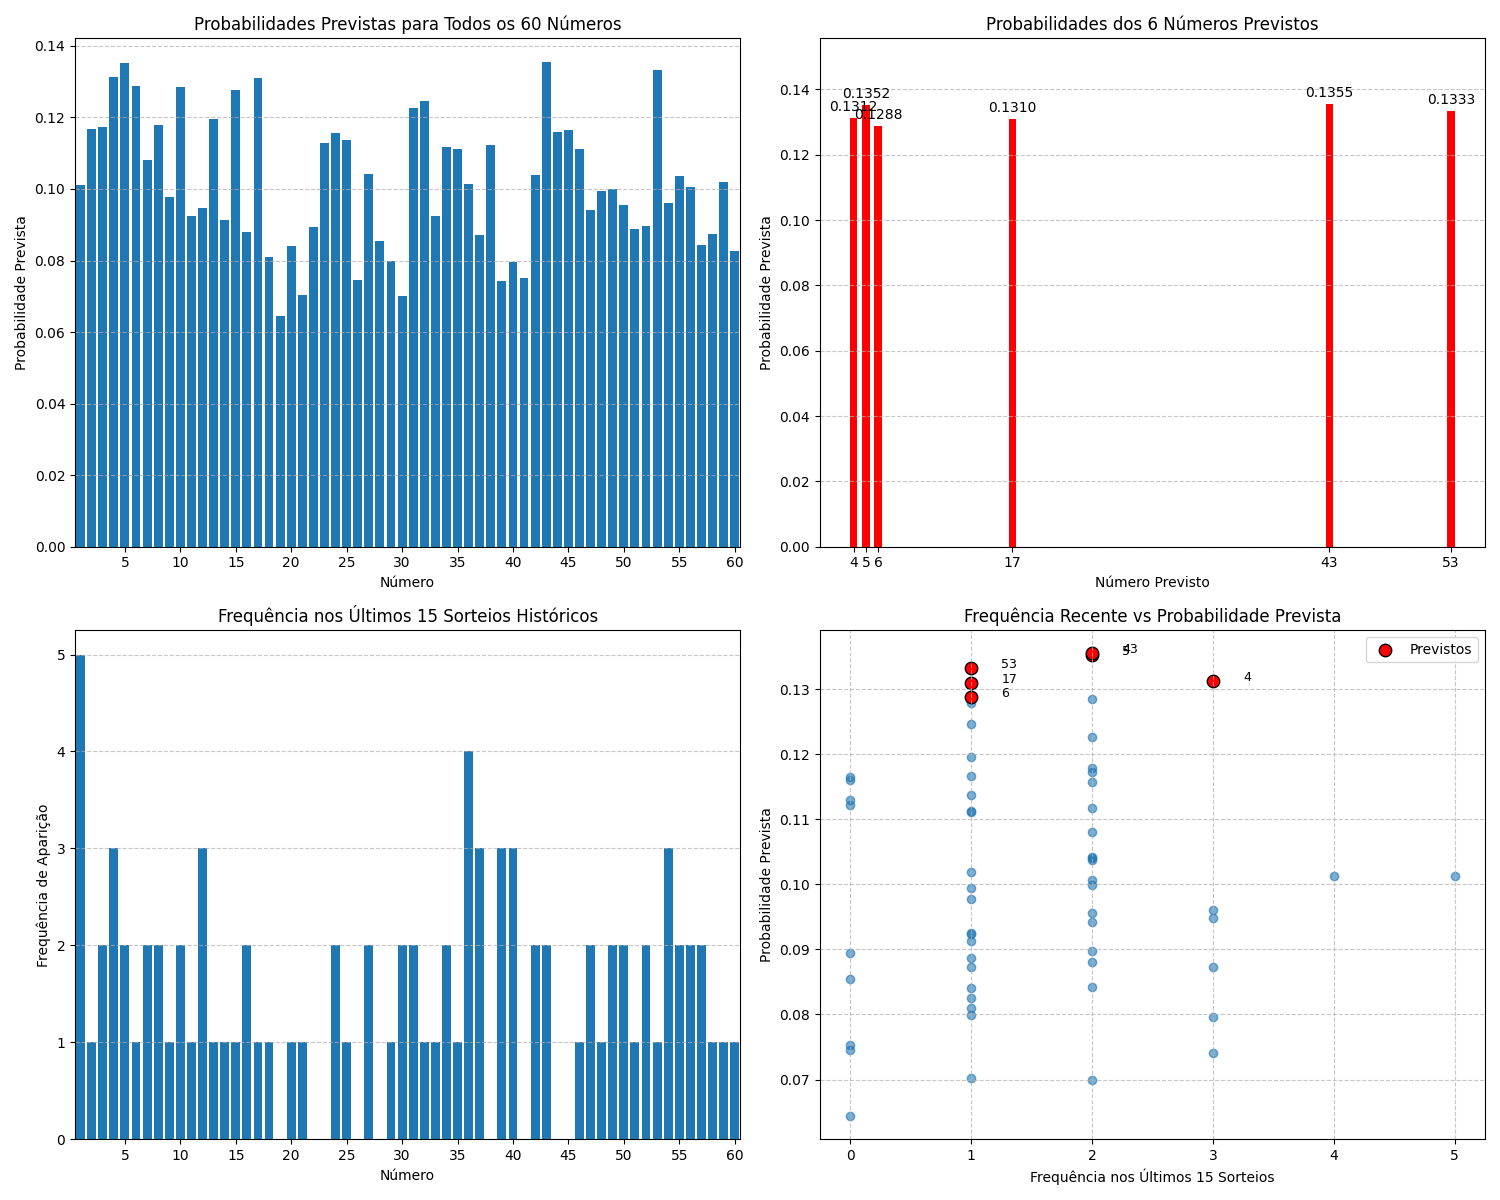 Probabilidades Previstas para Todos os 60 Números
Probabilidade Prevista
0.14
0.12
0.10
0.08
0.06
0.04
0.02
0.00
5 10 15 20 25 30 35 40 45 50 55 60
Número
Probabilidades dos 6 Números Previstos
Probabilidade Prevista
0.14
0.12
0.10
0.08
0.06
0.04
0.02
0.00
0.1312 0.1352 0.1288 0.1310 0.1355 0.1333
4 5 6 17 43 53
Número Previsto
Frequência nos Últimos 15 Sorteios Históricos
Frequência de Aparição
5
4
3
2
1
0
5 10 15 20 25 30 35 40 45 50 55 60
Número
Frequência Recente vs Probabilidade Prevista
Probabilidade Prevista
0.13
0.12
0.11
0.10
0.09
0.08
0.07
Previstos
43
5
53
4
17
6
0 1 2 3 4 5
Frequência nos Últimos 15 Sorteios